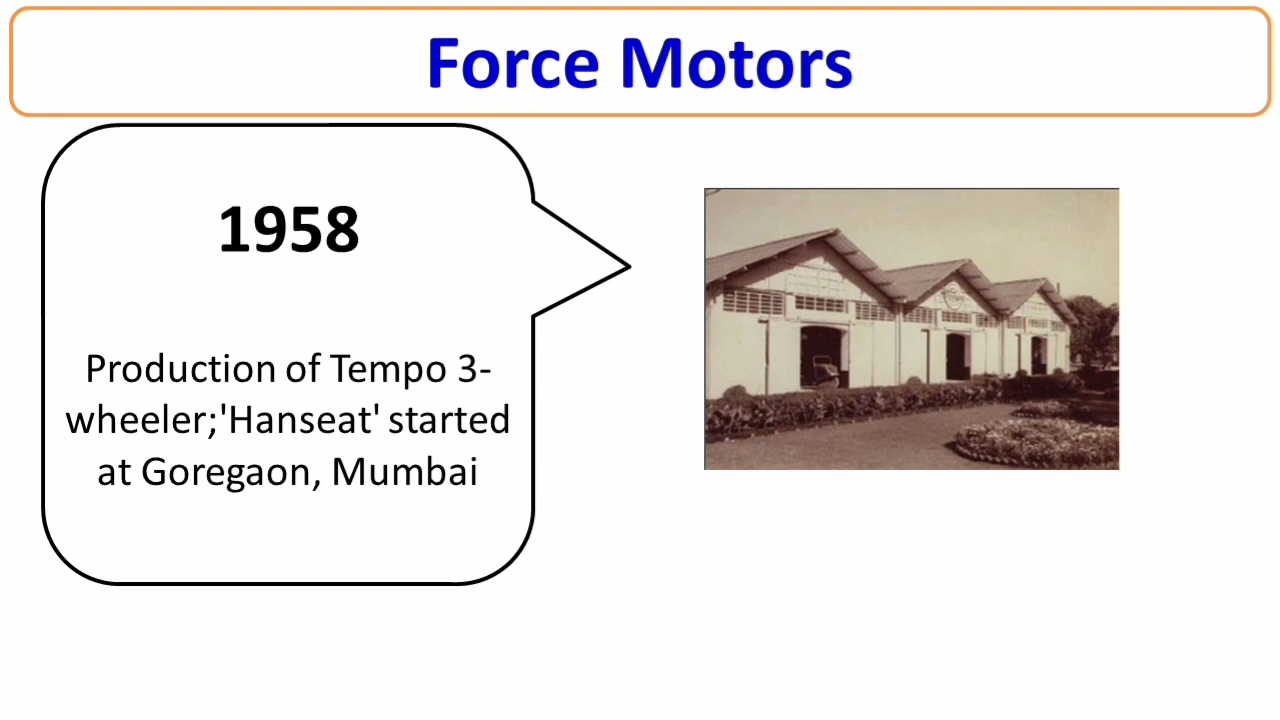 Force Motors
1958
Production of Tempo 3-
wheeler;'Hanseat' started
at Goregaon, Mumbai